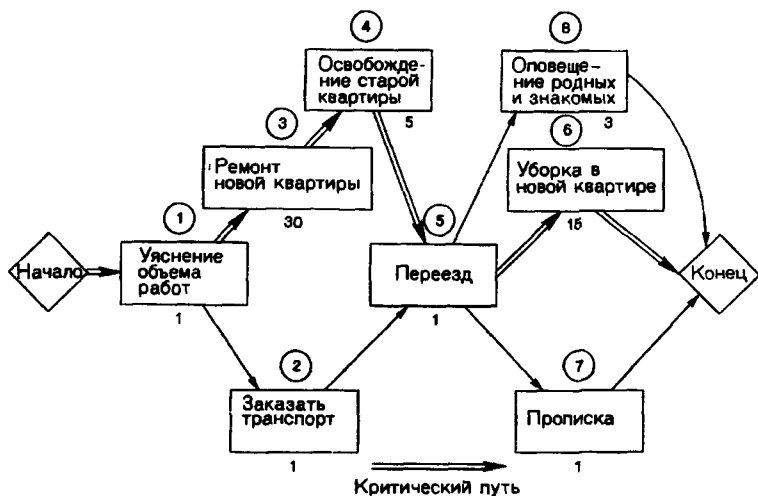 4
8
Освобожде-
ние старой
квартиры
5
Оповеще-
ние родных
и знакомых
3
3
Ремонт
новой квартиры
30
6
Уборка в
новой квартире
15
1
Уяснение
объема
работ
1
Начало
5
Переезд
1
Конец
2
Заказать
транспорт
1
7
Прописка
1
Критический путь